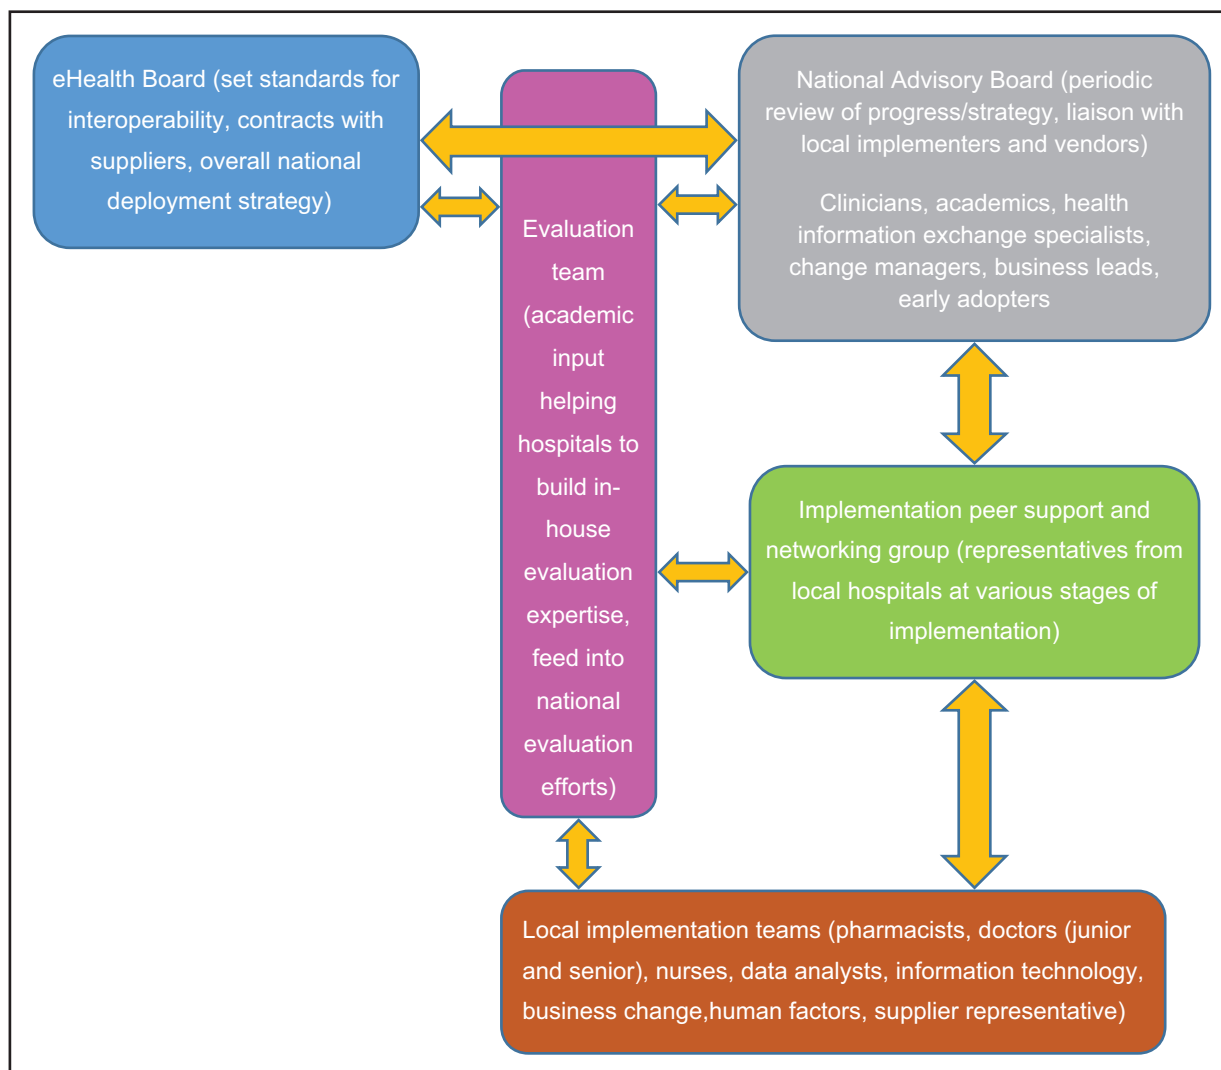 eHealth Board (set standards for
interoperability, contracts with
suppliers, overall national
deployment strategy)
Evaluation
team
(academic
input
helping
hospitals to
build in-
house
evaluation
expertise,
feed into
national
evaluation
efforts)
National Advisory Board (periodic
review of progress/strategy, liaison with
local implementers and vendors)
Clinicians, academics, health
information exchange specialists,
change managers, business leads,
early adopters
Implementation peer support and
networking group (representatives from
local hospitals at various stages of
implementation)
Local implementation teams (pharmacists, doctors (junior
and senior), nurses, data analysts, information technology,
business change,human factors, supplier representative)